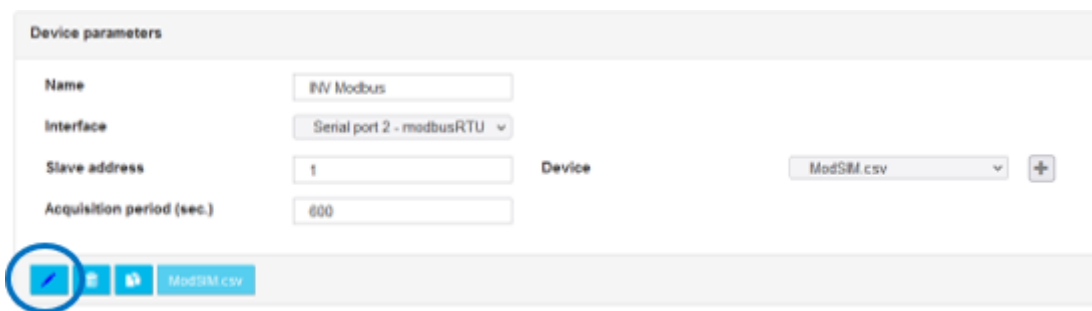 Device parameters
Name INV Modbus
Interface Serial port 2 - modbusRTU
Slave address 1 Device ModSIM.csv
Acquisition period (sec.) 600
ModSIM.csv